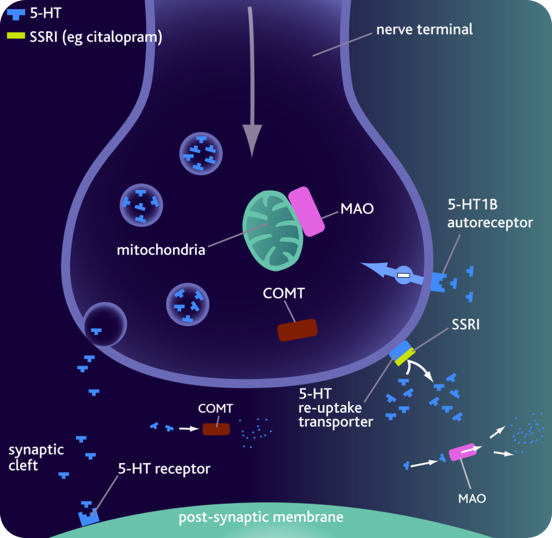 5-HT
SSRI (eg citalopram)
nerve terminal
MAO
5-HT1B
autoreceptor
mitochondria
COMT
SSRI
5-HT
re-uptake
transporter
COMT
synaptic
cleft
5-HT receptor
MAO
post-synaptic membrane